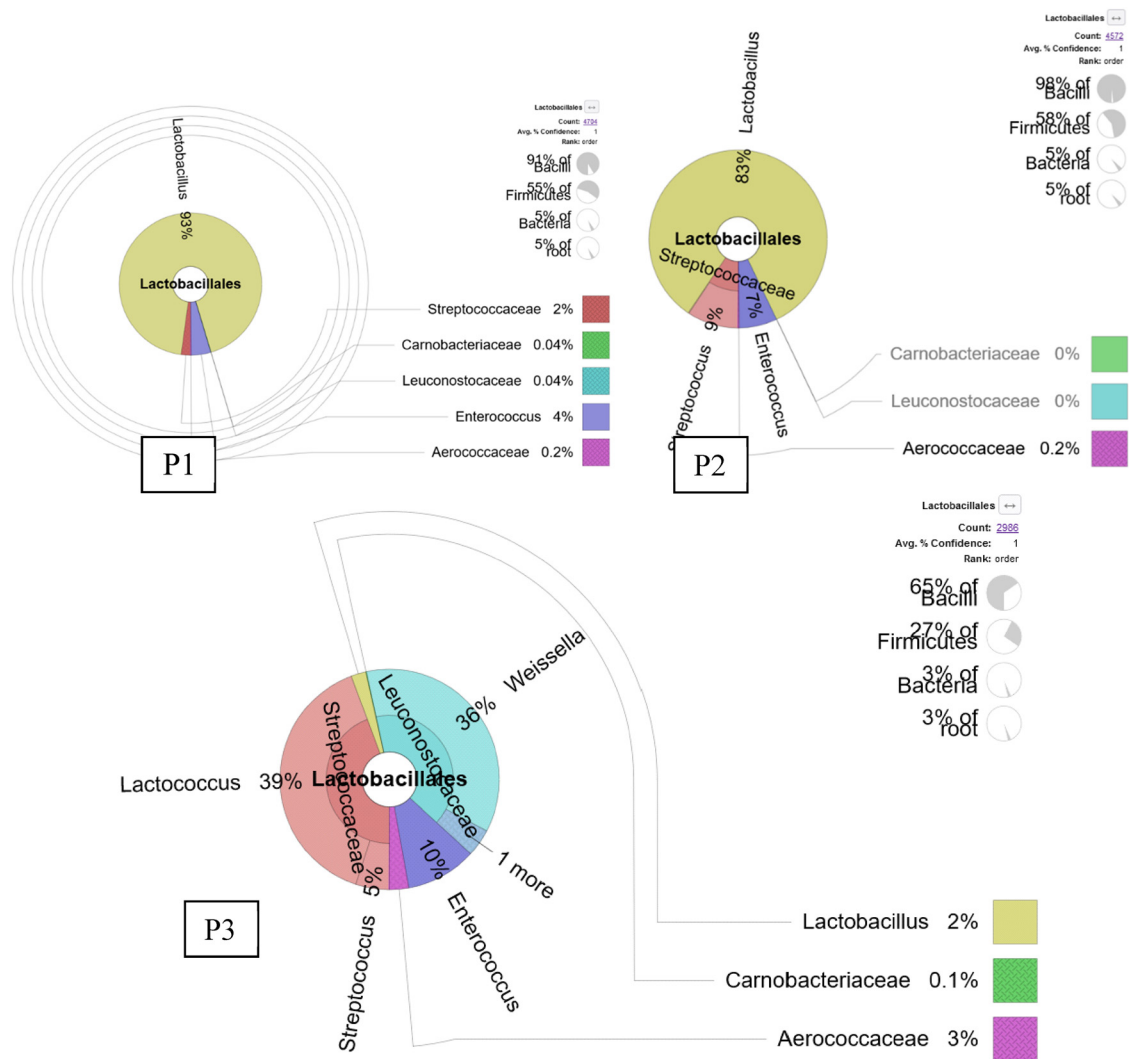 Lactobacillales
Count: 4704
Avg. % Confidence: 1
Rank: order
91% of
Bacilli
55% of
Firmicutes
5% of
Bacteria
5% of
root
Lactobacillus
93%
Lactobacillales
Streptococcaceae 2%
Carnobacteriaceae 0.04%
Leuconostocaceae 0.04%
Enterococcus 4%
Aerococcaceae 0.2%
P1
Lactobacillales
Count: 4572
Avg. % Confidence: 1
Rank: order
98% of
Bacilli
58% of
Firmicutes
5% of
Bacteria
5% of
root
83% Lactobacillus
Lactobacillales
Streptococcaceae
Streptococcus 9%
7%
Enterococcus
Carnobacteriaceae 0%
Leuconostocaceae 0%
Aerococcaceae 0.2%
P2
Lactobacillales
Count: 2986
Avg. % Confidence: 1
Rank: order
65% of
Bacilli
27% of
Firmicutes
3% of
Bacteria
3% of
root
36% Weissella
Leuconostocaceae
Streptococcaceae
Lactococcus 39%
Lactobacillales
1 more
10% Enterococcus
Streptococcus 5%
P3
Lactobacillus 2%
Carnobacteriaceae 0.1%
Aerococcaceae 3%